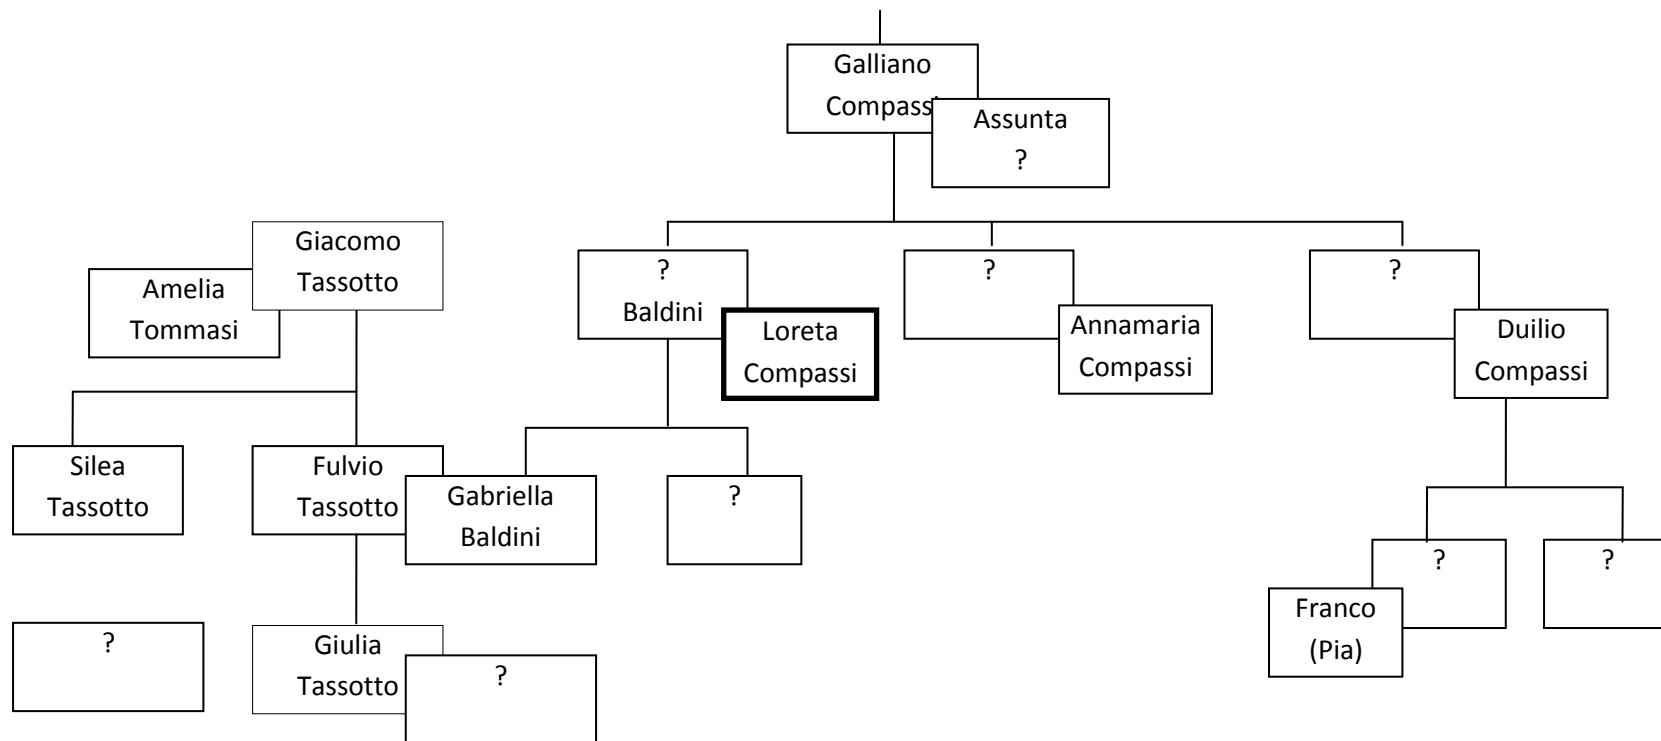 Galliano
Compassi
Assunta
?
Giacomo
Tassotto
Amelia
Tommasi
?
Baldini
Loreta
Compassi
?
Annamaria
Compassi
?
Duilio
Compassi
Silea
Tassotto
Fulvio
Tassotto
Gabriella
Baldini
?
?
?
Franco
(Pia)
?
Giulia
Tassotto
?